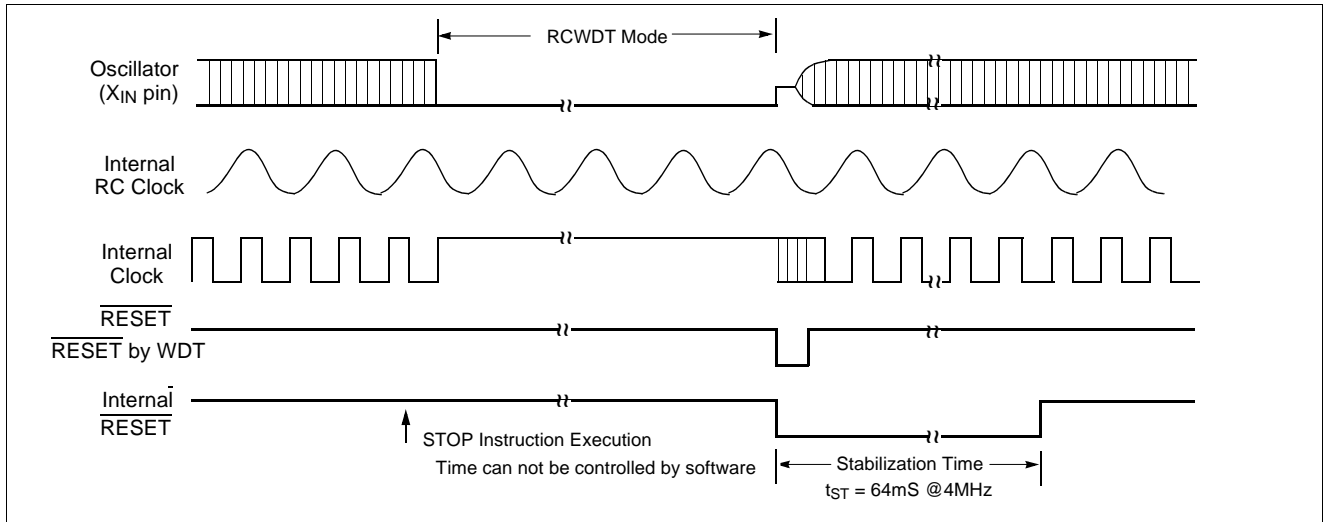 RCWDT Mode
Oscillator
(XIN pin)
Internal
RC Clock
Internal
Clock
RESET
RESET by WDT
Internal
RESET
STOP Instruction Execution
Time can not be controlled by software
Stabilization Time
tST = 64mS @4MHz